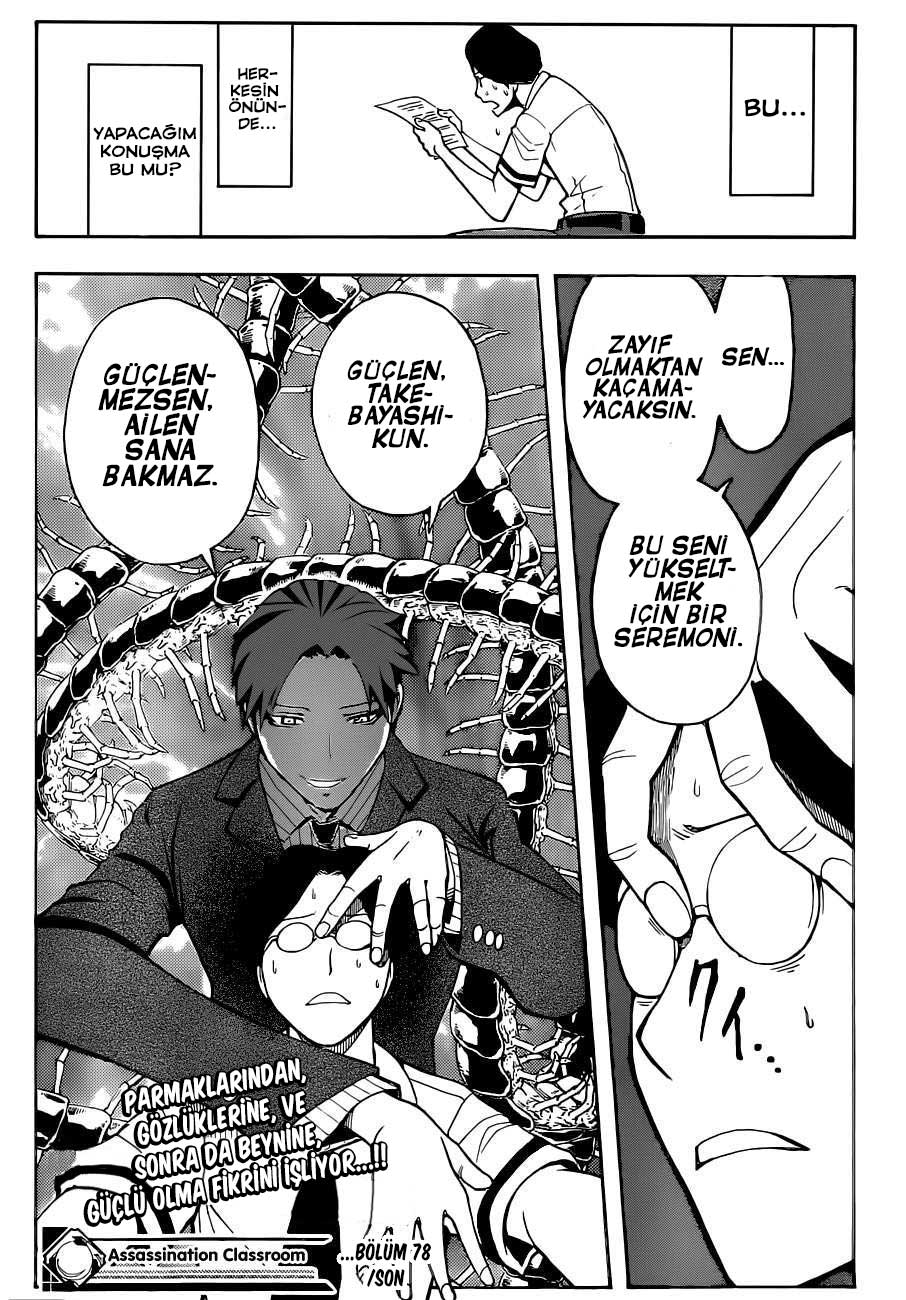 BU...
HER-
KESİN
ÖNÜN-
DE...
YAPACAĞIM
KONUŞMA
BU MU?
SEN...
ZAYIF
OLMAKTAN
KAÇAMA-
YACAKSIN.
BU SENİ
YÜKSELT-
MEK
İÇİN BİR
SEREMONİ.
クイ..
GÜÇLEN,
TAKE-
BAYASHİ-
KUN.
GÜÇLEN-
MEZSEN,
AİLEN
SANA
BAKMAZ.
PARMAKLARINDAN,
GÖZLÜKLERİNE, VE
SONRA DA BEYNİNE,
GÜÇLÜ OLMA FİKRİNİ İŞLİYOR...!!
Assassination Classroom
...BÖLÜM 78
/SON